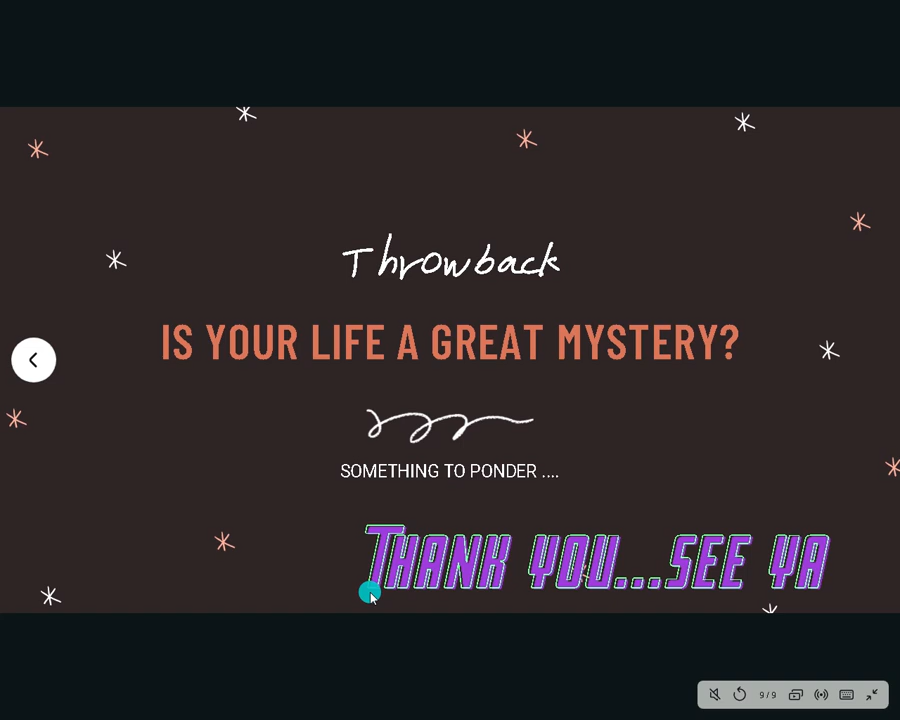 Throwback
IS YOUR LIFE A GREAT MYSTERY?
SOMETHING TO PONDER ....
THANK YOU...SEE YA
9/9